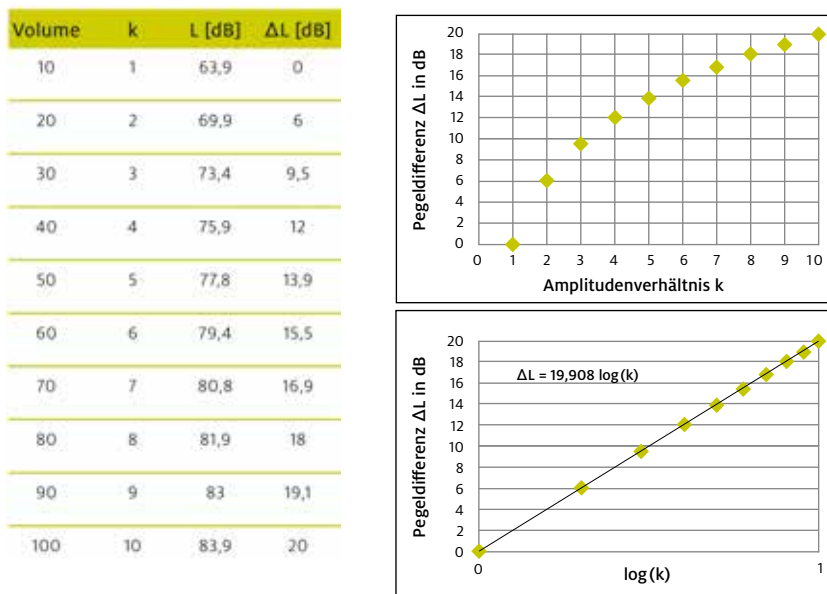 Volume k L [dB] ΔL [dB]
10 1 63,9 0
20 2 69,9 6
30 3 73,4 9,5
40 4 75,9 12
50 5 77,8 13,9
60 6 79,4 15,5
70 7 80,8 16,9
80 8 81,9 18
90 9 83 19,1
100 10 83,9 20
Pegeldifferenz ΔL in dB
20
18
16
14
12
10
8
6
4
2
0
0 1 2 3 4 5 6 7 8 9 10
Amplitudenverhältnis k
Pegeldifferenz ΔL in dB
20
18
16
14
12
10
8
6
4
2
0
ΔL = 19,908 log(k)
0 1
log(k)